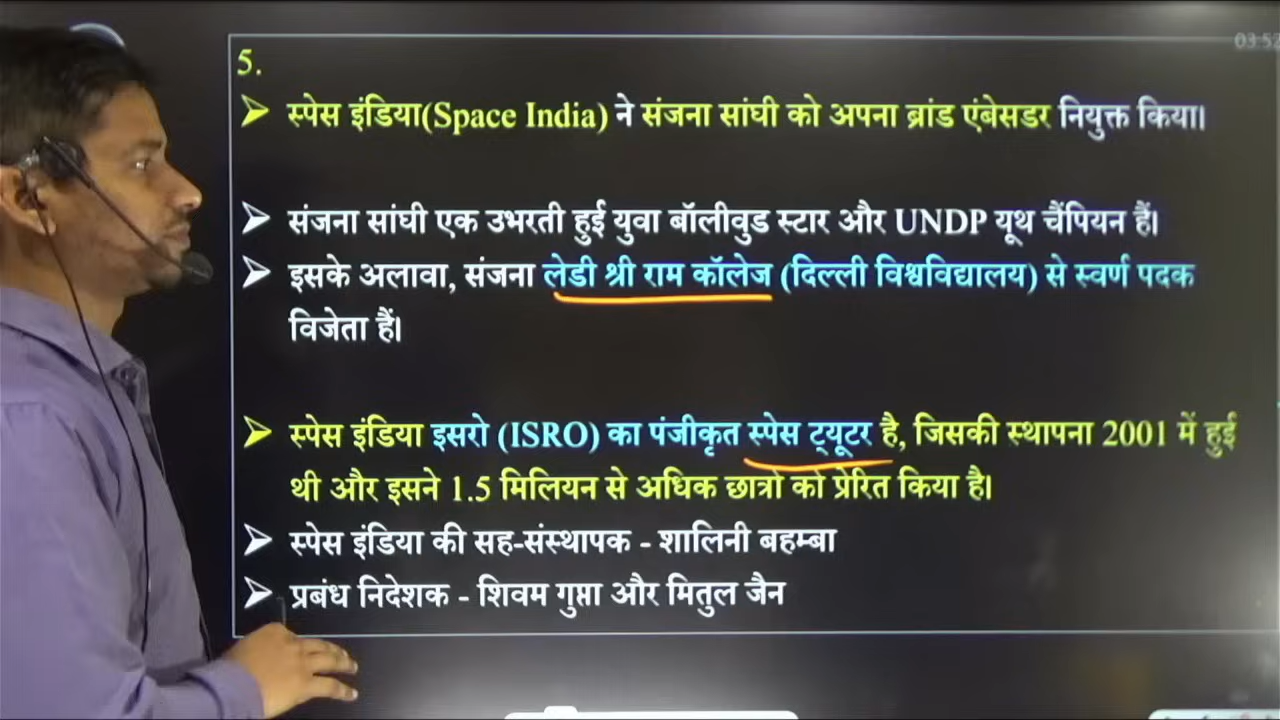 03:52
5.
➤ स्पेस इंडिया(Space India) ने संजना सांघी को अपना ब्रांड एंबेसडर नियुक्त किया।
➤ संजना सांघी एक उभरती हुई युवा बॉलीवुड स्टार और UNDP यूथ चैंपियन हैं।
➤ इसके अलावा, संजना लेडी श्री राम कॉलेज (दिल्ली विश्वविद्यालय) से स्वर्ण पदक
विजेता हैं।
➤ स्पेस इंडिया इसरो (ISRO) का पंजीकृत स्पेस ट्यूटर है, जिसकी स्थापना 2001 में हुई
थी और इसने 1.5 मिलियन से अधिक छात्रो को प्रेरित किया है।
➤ स्पेस इंडिया की सह-संस्थापक - शालिनी बहम्बा
➤ प्रबंध निदेशक - शिवम गुप्ता और मितुल जैन